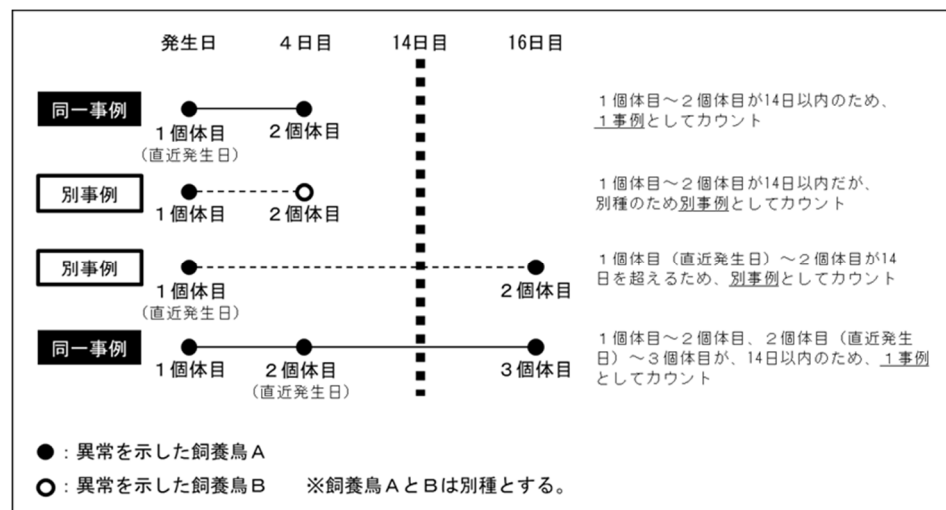 発生日 ４日目 14日目 16日目
同一事例
１個体目
(直近発生日)
２個体目
１個体目～２個体目が14日以内のため、
１事例としてカウント
別事例
１個体目
２個体目
１個体目～２個体目が14日以内だが、
別種のため別事例としてカウント
別事例
１個体目
(直近発生日)
２個体目
１個体目（直近発生日）～２個体目が14
日を超えるため、別事例としてカウント
同一事例
１個体目
２個体目
(直近発生日)
３個体目
１個体目～２個体目、２個体目（直近発生
日）～３個体目が、14日以内のため、１事例
としてカウント
●：異常を示した飼養鳥Ａ
○：異常を示した飼養鳥Ｂ ※飼養鳥ＡとＢは別種とする。